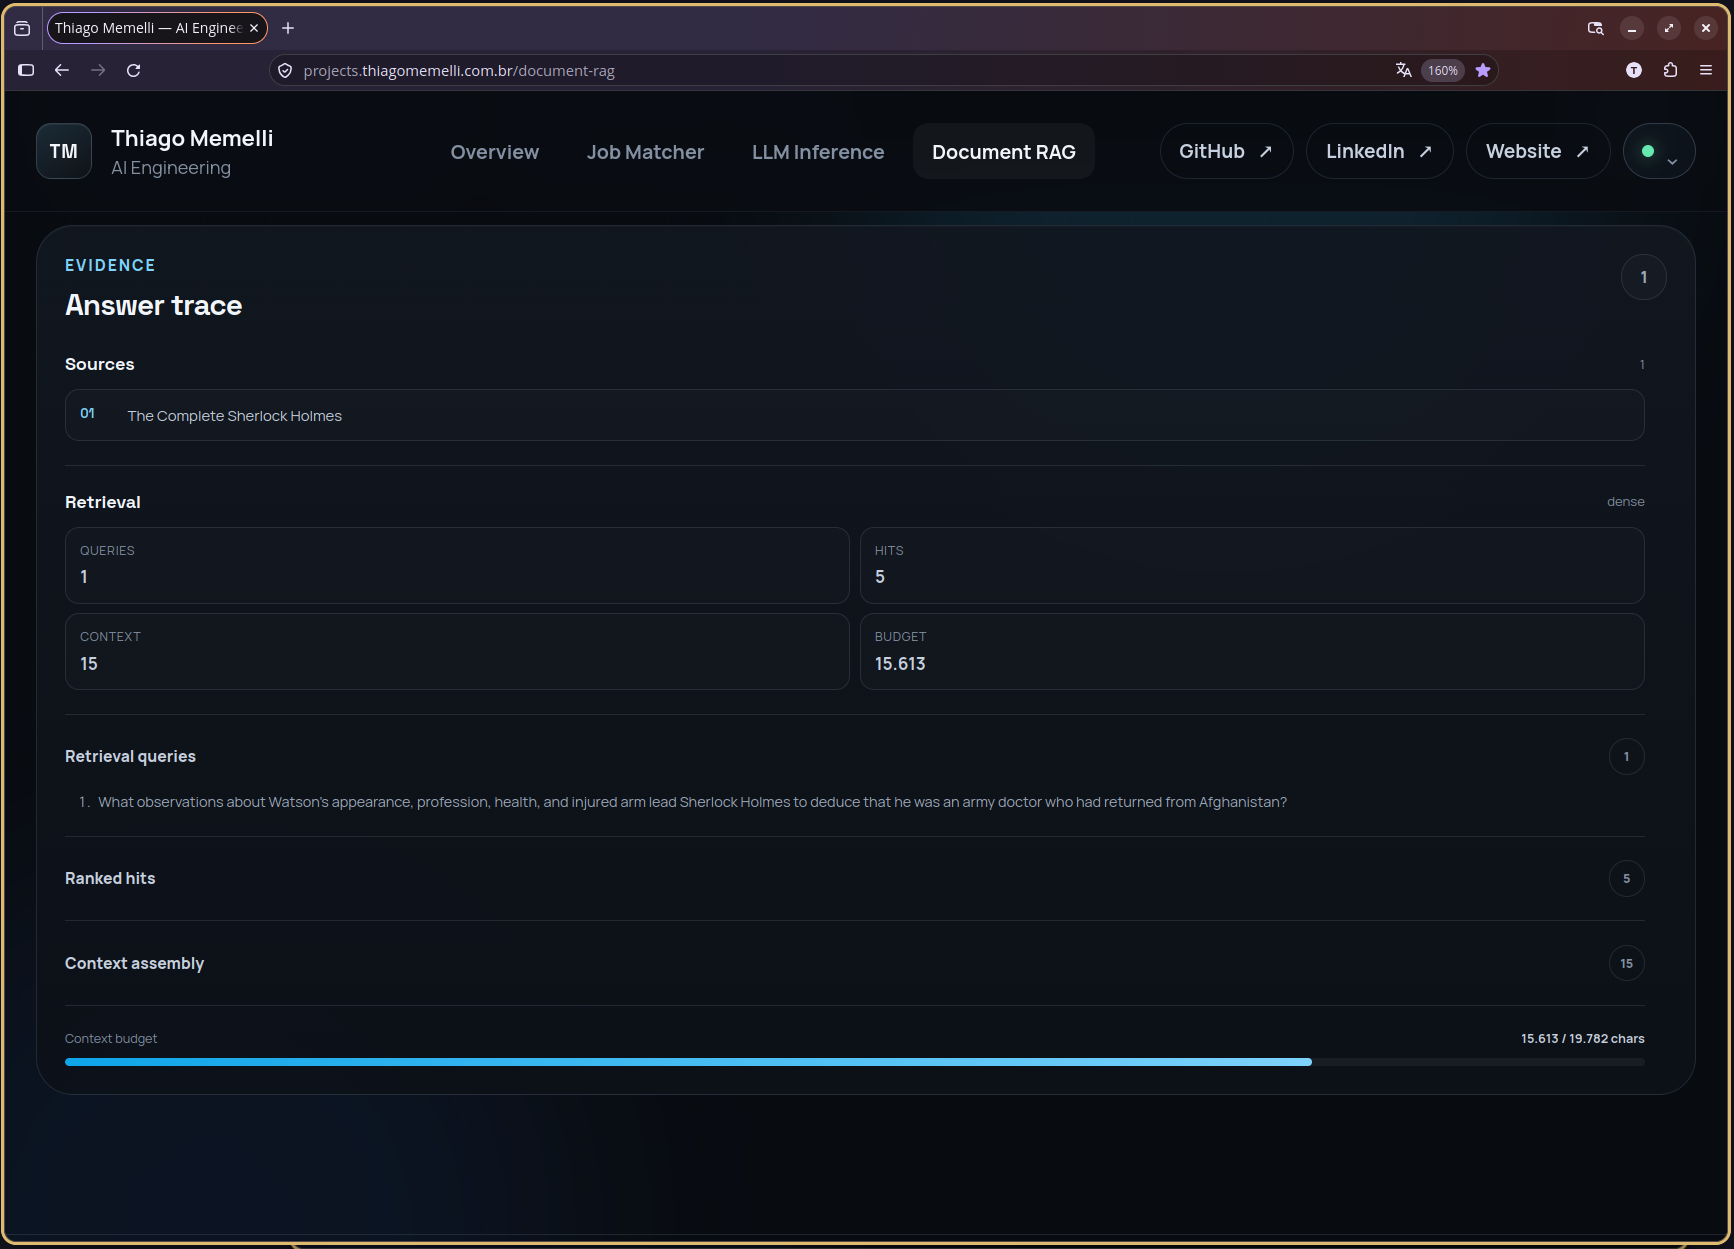 Thiago Memelli — AI Enginee
projects.thiagomemelli.com.br/document-rag
160%
T
TM
Thiago Memelli
AI Engineering
Overview
Job Matcher
LLM Inference
Document RAG
GitHub ↗
LinkedIn ↗
Website ↗
EVIDENCE
1
Answer trace
Sources
1
01 The Complete Sherlock Holmes
Retrieval
dense
QUERIES
1
HITS
5
CONTEXT
15
BUDGET
15.613
Retrieval queries
1
1. What observations about Watson's appearance, profession, health, and injured arm lead Sherlock Holmes to deduce that he was an army doctor who had returned from Afghanistan?
Ranked hits
5
Context assembly
15
Context budget
15.613 / 19.782 chars